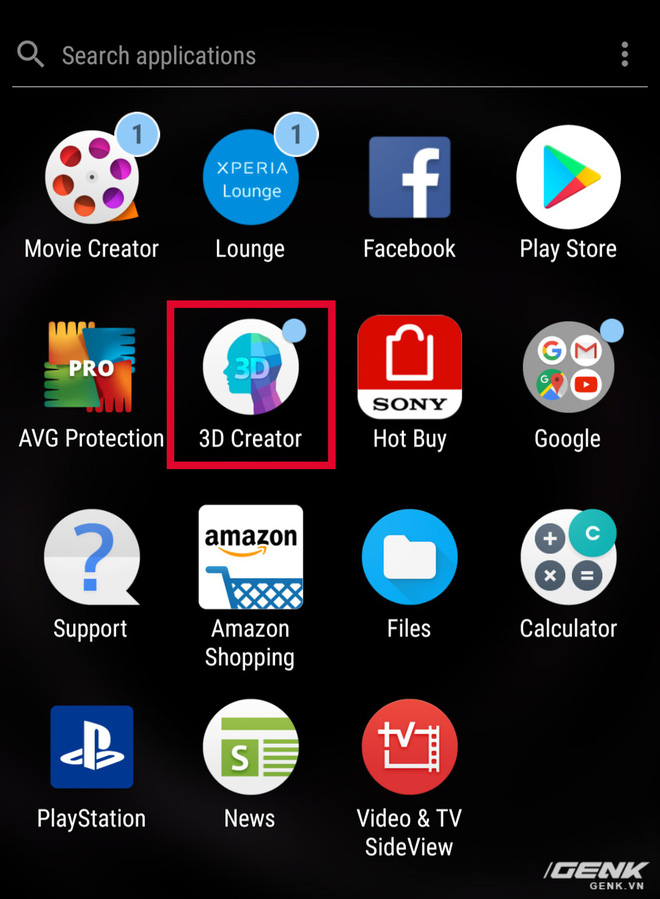 Search applications
1
1
XPERIA
Lounge
Movie Creator
Lounge
Facebook
Play Store
PRO
3D
SONY
AVG Protection
3D Creator
Hot Buy
Google
?
amazon
+
C
×
=
Support
Amazon
Shopping
Files
Calculator
S
tv
PlayStation
News
Video & TV
SideView
GENK
GENK.VN